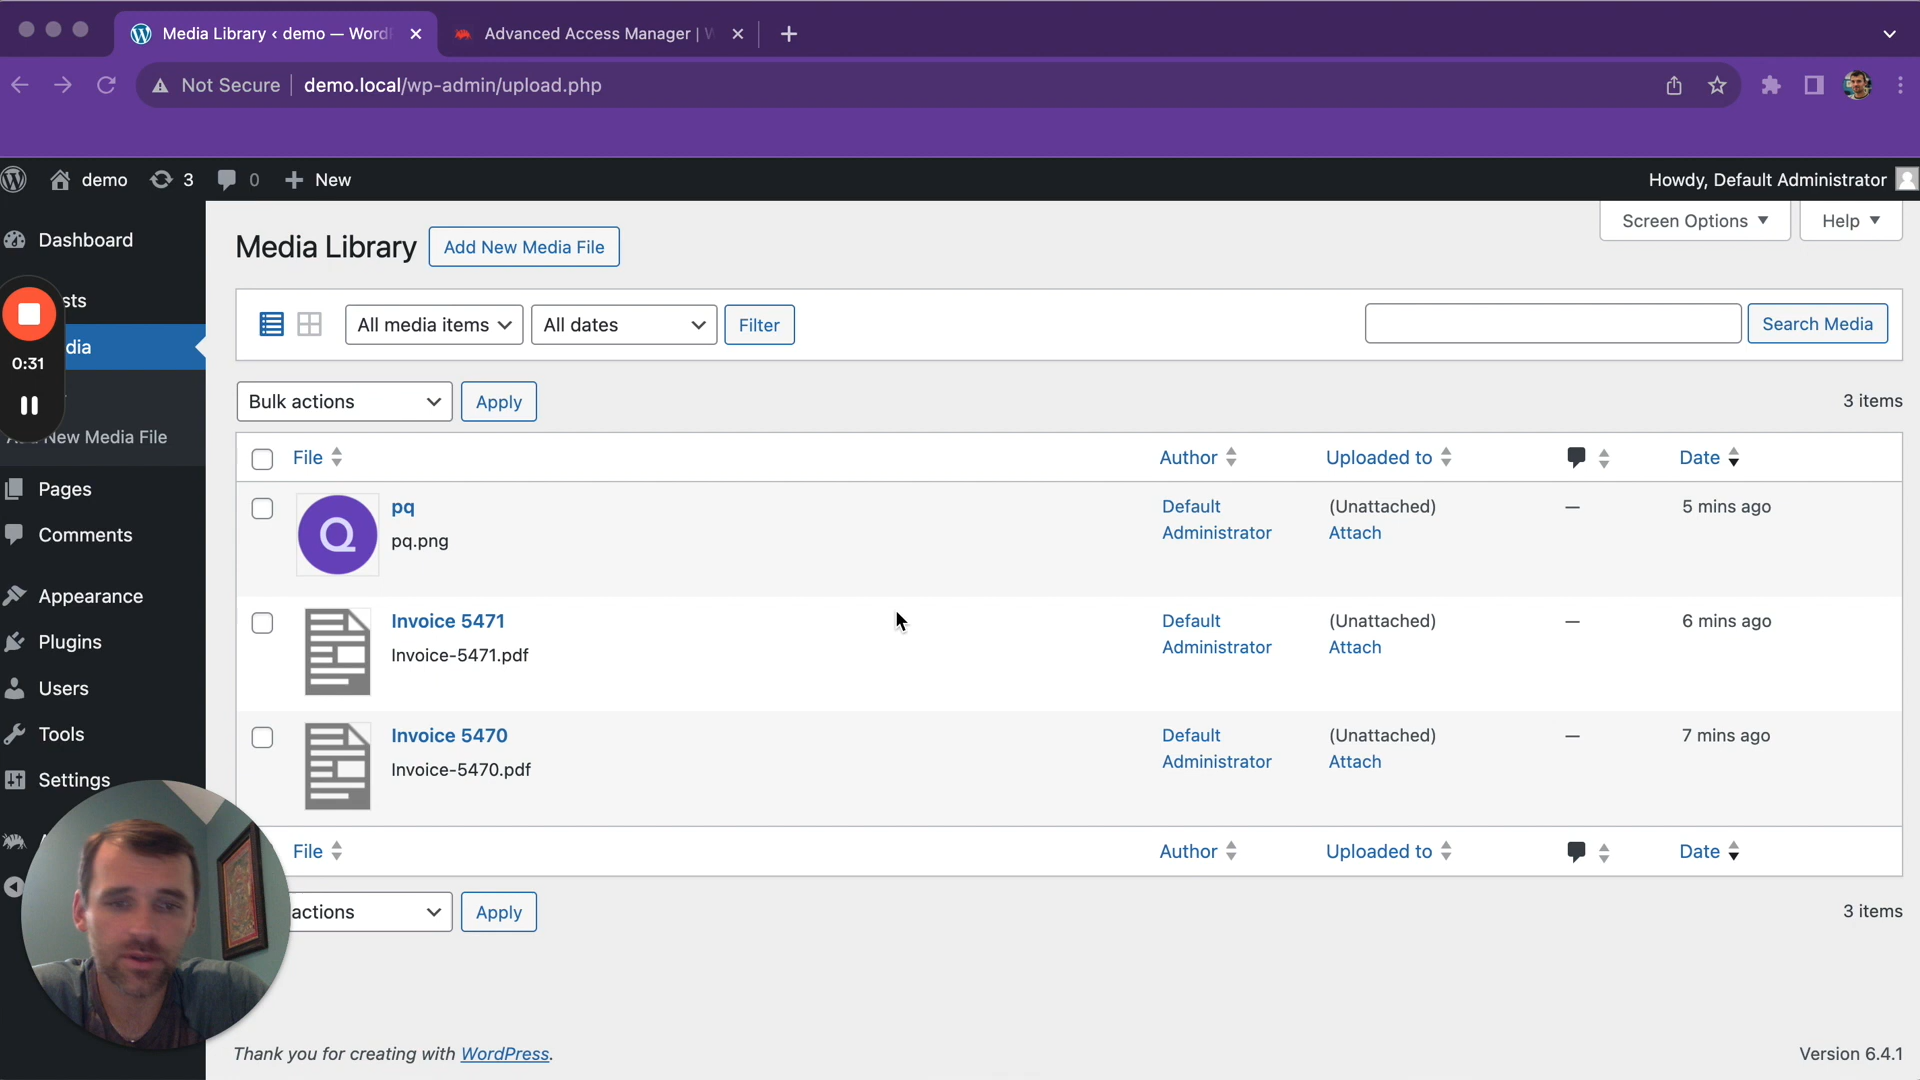 Media Library ‹ demo — Word
Advanced Access Manager | W
Not Secure
demo.local/wp-admin/upload.php
demo
3
0
New
Howdy, Default Administrator
Screen Options
Help
Dashboard
sts
dia
0:31
New Media File
Pages
Comments
Appearance
Plugins
Users
Tools
Settings
Media Library
Add New Media File
All media items
All dates
Filter
Search Media
Bulk actions
Apply
3 items
File
Author
Uploaded to
Date
Q
pq
pq.png
Default
Administrator
(Unattached)
Attach
—
5 mins ago
Invoice 5471
Invoice-5471.pdf
Default
Administrator
(Unattached)
Attach
—
6 mins ago
Invoice 5470
Invoice-5470.pdf
Default
Administrator
(Unattached)
Attach
—
7 mins ago
File
Author
Uploaded to
Date
actions
Apply
3 items
Thank you for creating with WordPress.
Version 6.4.1